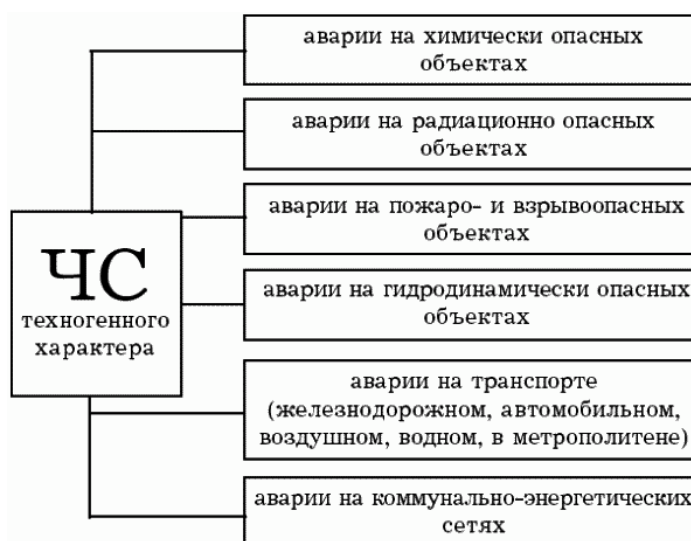 аварии на химически опасных
объектах
аварии на радиационно опасных
объектах
аварии на пожаро- и взрывоопасных
объектах
ЧС
техногенного
характера
аварии на гидродинамически опасных
объектах
аварии на транспорте
(железнодорожном, автомобильном,
воздушном, водном, в метрополитене)
аварии на коммунально-энергетических
сетях